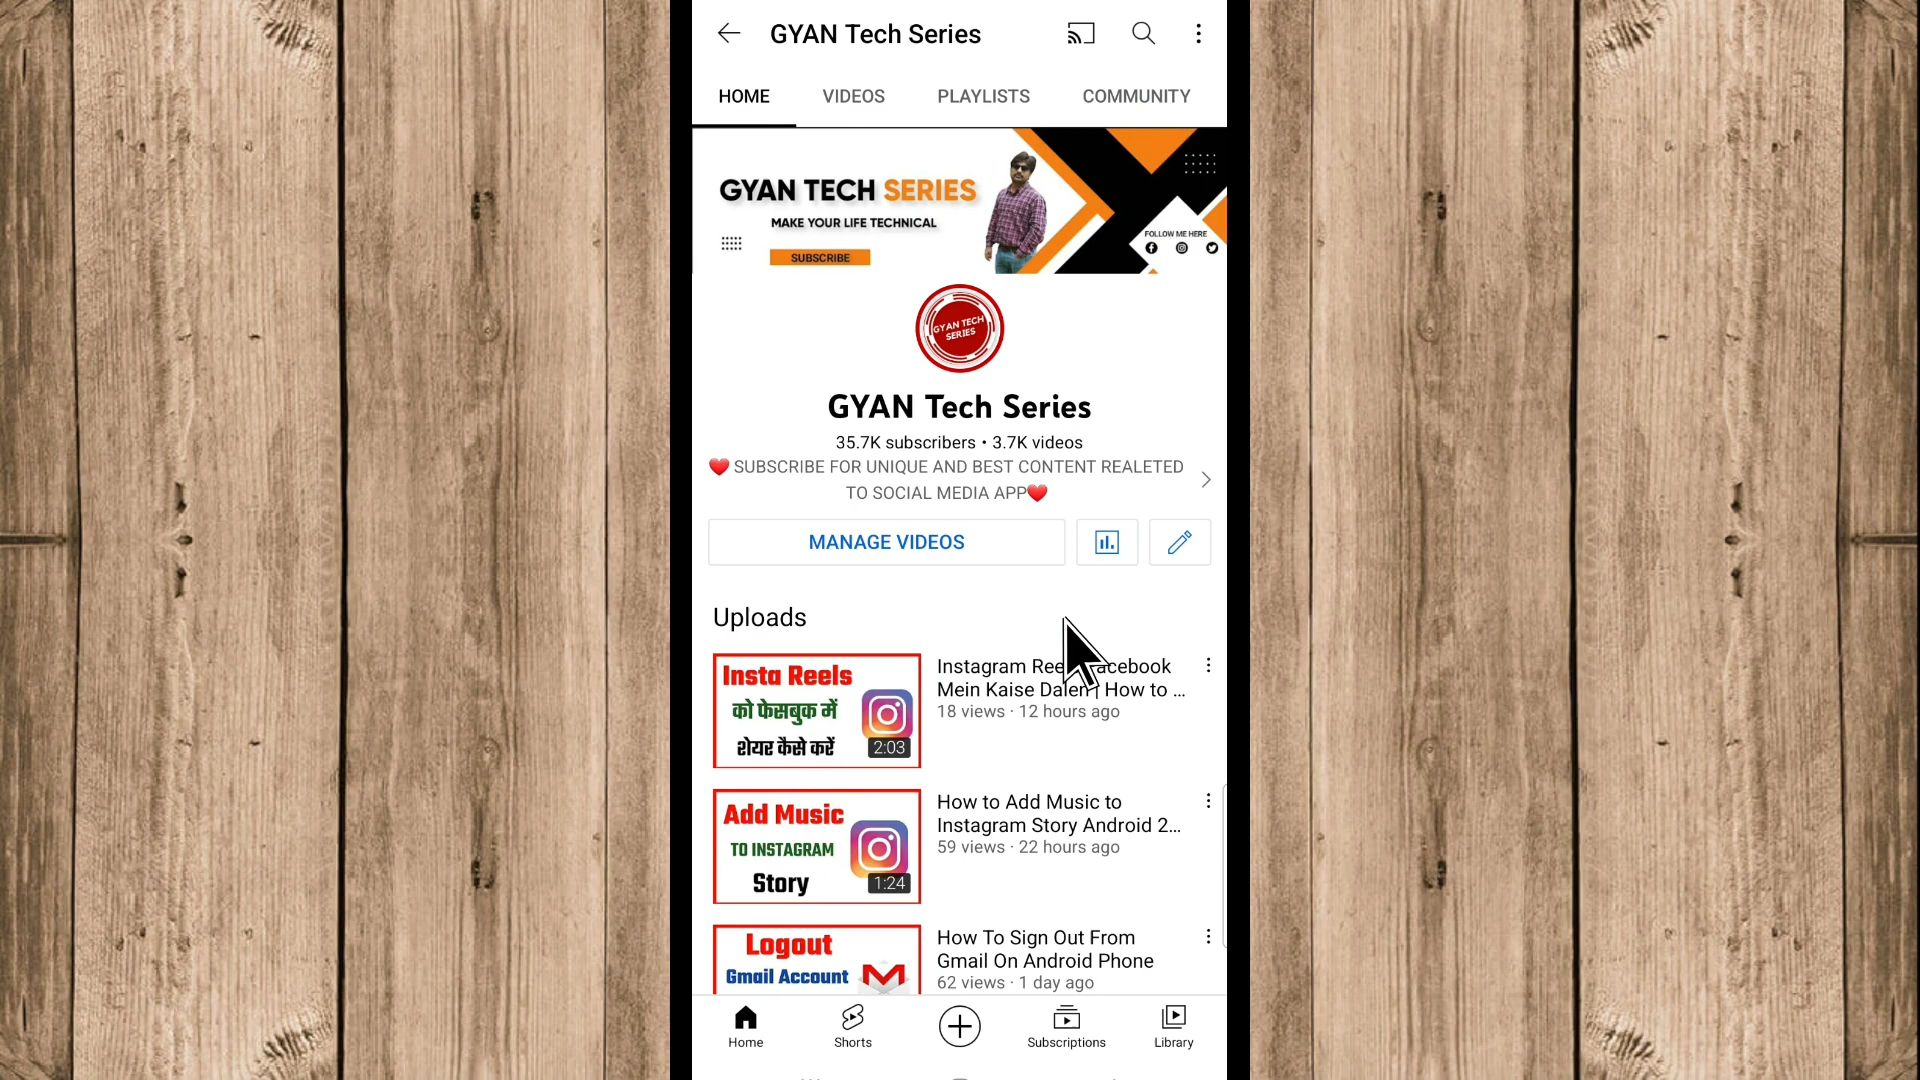 GYAN Tech Series
HOME VIDEOS PLAYLISTS COMMUNITY
GYAN TECH SERIES
MAKE YOUR LIFE TECHNICAL
SUBSCRIBE
FOLLOW ME HERE
GYAN TECH
SERIES
GYAN Tech Series
35.7K subscribers • 3.7K videos
❤️ SUBSCRIBE FOR UNIQUE AND BEST CONTENT REALETED
TO SOCIAL MEDIA APP❤️
MANAGE VIDEOS
Uploads
Insta Reels
को फेसबुक में
शेयर कैसे करें
2:03
Instagram
Mein Kaise Dalen | How to ...
18 views · 12 hours ago
Add Music
TO INSTAGRAM
Story
1:24
How to Add Music to
Instagram Story Android 2...
59 views · 22 hours ago
Logout
Gmail Account
How To Sign Out From
Gmail On Android Phone
62 views · 1 day ago
Home Shorts Subscriptions Library